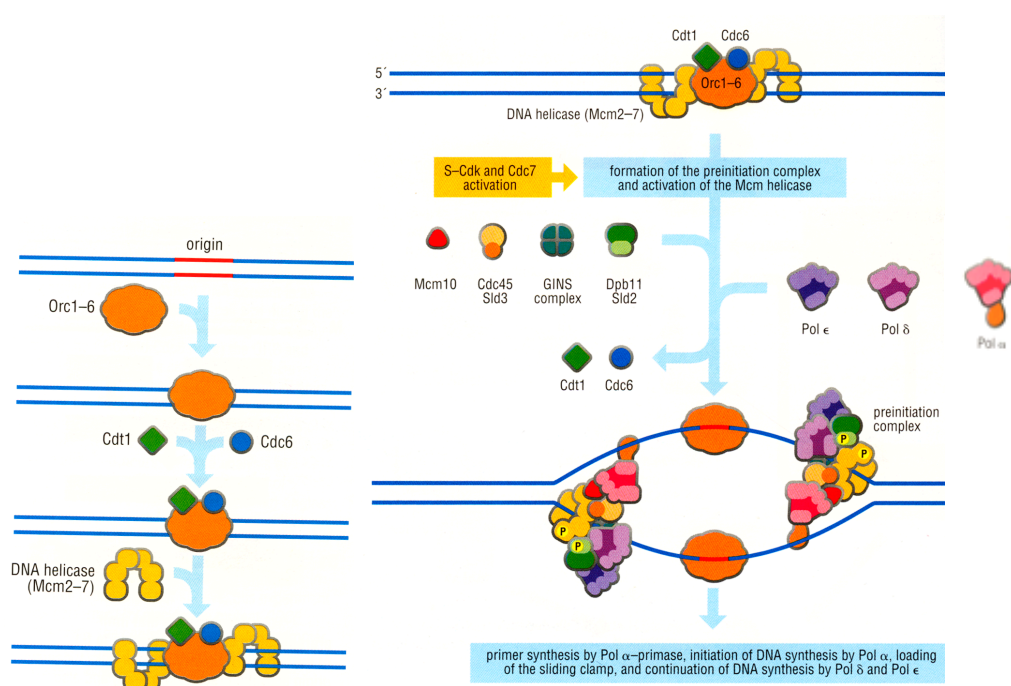 origin
Orc1–6
Cdt1
Cdc6
DNA helicase
(Mcm2–7)
Cdt1
Cdc6
5´
3´
Orc1–6
DNA helicase (Mcm2–7)
S–Cdk and Cdc7
activation
formation of the preinitiation complex
and activation of the Mcm helicase
Mcm10
Cdc45
Sld3
GINS
complex
Dpb11
Sld2
Pol ϵ
Pol δ
Pol α
Cdt1
Cdc6
preinitiation
complex
P
P
P
P
primer synthesis by Pol α–primase, initiation of DNA synthesis by Pol α, loading
of the sliding clamp, and continuation of DNA synthesis by Pol δ and Pol ϵ